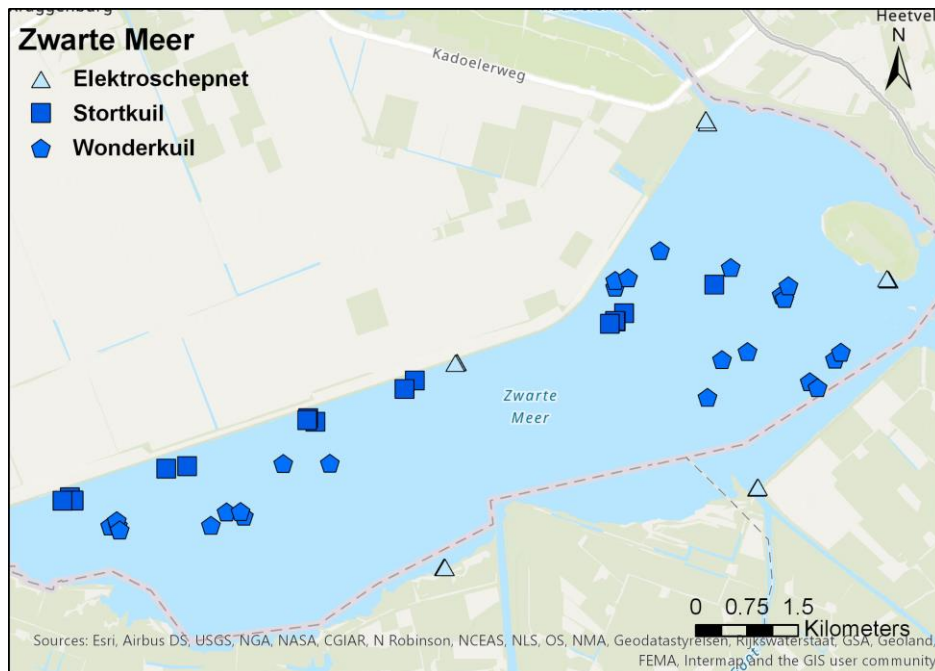 Zwarte Meer
Elektroschepnet
Stortkuil
Wonderkuil
Kadoelerweg
N
Zwarte
Meer
0 0.75 1.5
Kilometers
Sources: Esri, Airbus DS, USGS, NGA, NASA, CGIAR, N Robinson, NCEAS, NLS, OS, NMA, Geodatastyrelsen, Rijkswaterstaat, GSA, Geoland,
FEMA, Intermap and the GIS user community